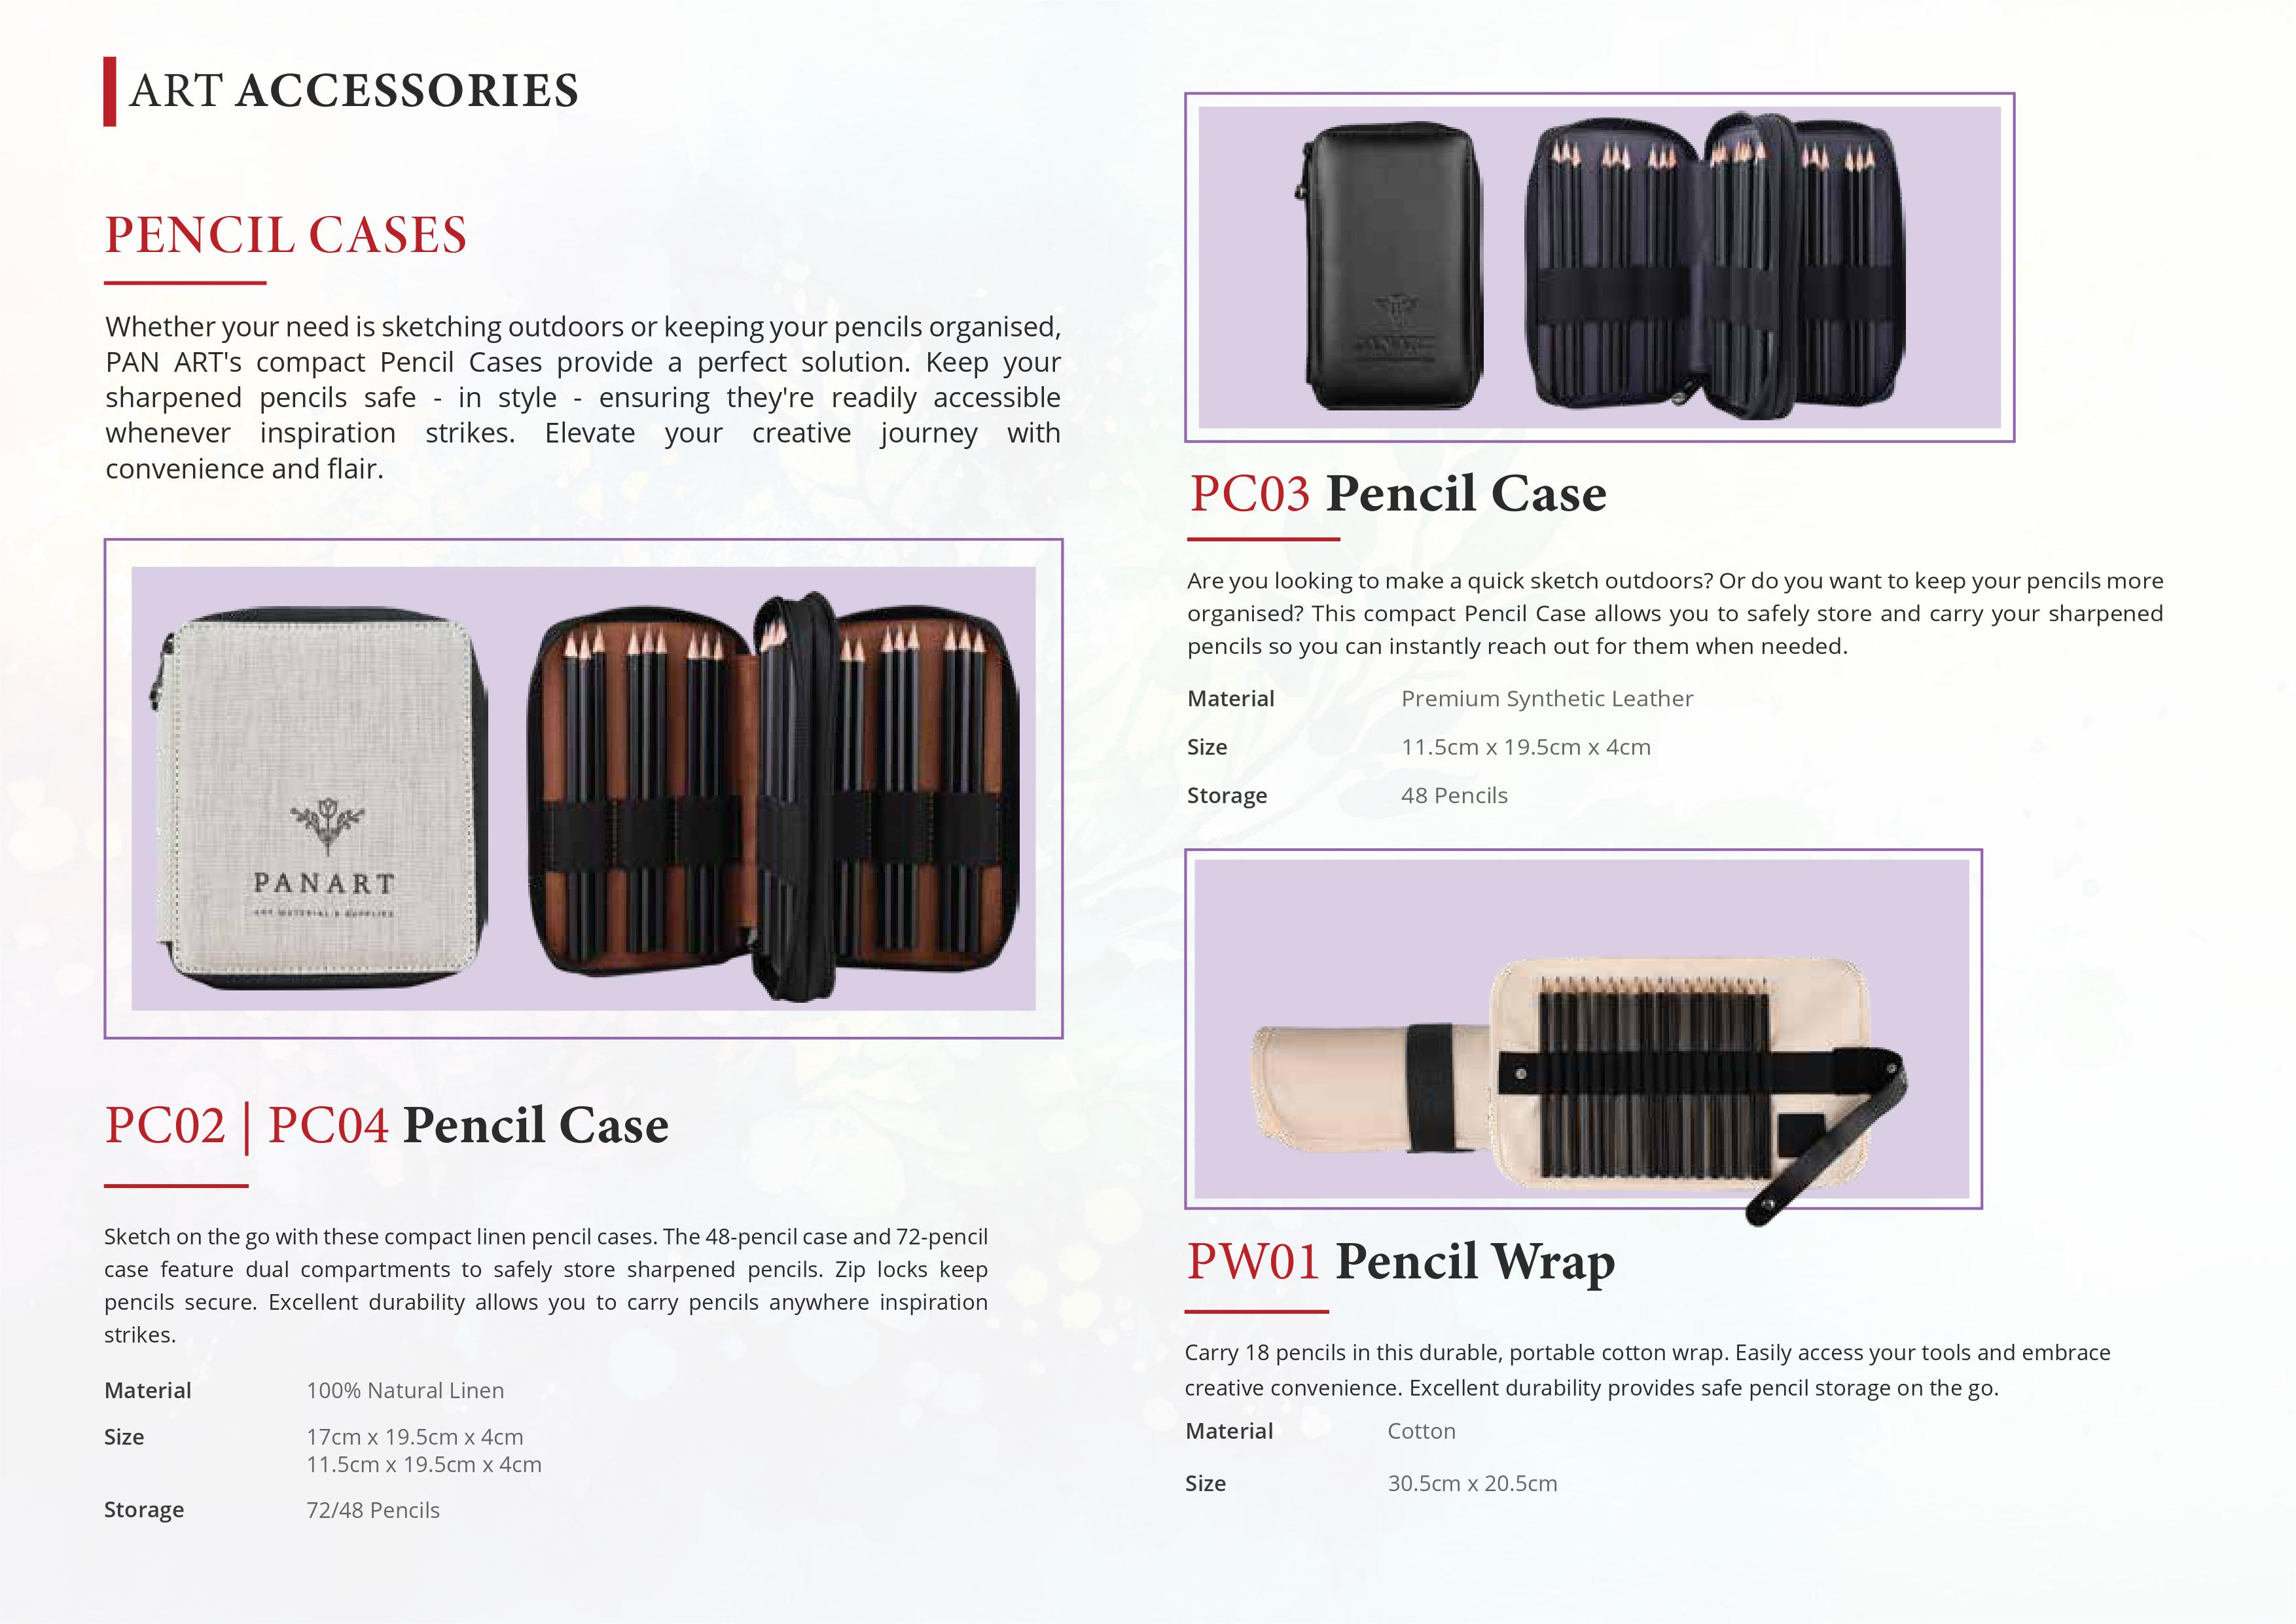 ART ACCESSORIES
PENCIL CASES
Whether your need is sketching outdoors or keeping your pencils organised,
PAN ART's compact Pencil Cases provide a perfect solution. Keep your
sharpened pencils safe - in style - ensuring they're readily accessible
whenever inspiration strikes. Elevate your creative journey with
convenience and flair.
PANART
ART MATERIAL & SUPPLIES
PC02 | PC04 Pencil Case
Sketch on the go with these compact linen pencil cases. The 48-pencil case and 72-pencil
case feature dual compartments to safely store sharpened pencils. Zip locks keep
pencils secure. Excellent durability allows you to carry pencils anywhere inspiration
strikes.
Material 100% Natural Linen
Size 17cm x 19.5cm x 4cm
11.5cm x 19.5cm x 4cm
Storage 72/48 Pencils
PANART
PC03 Pencil Case
Are you looking to make a quick sketch outdoors? Or do you want to keep your pencils more
organised? This compact Pencil Case allows you to safely store and carry your sharpened
pencils so you can instantly reach out for them when needed.
Material Premium Synthetic Leather
Size 11.5cm x 19.5cm x 4cm
Storage 48 Pencils
PW01 Pencil Wrap
Carry 18 pencils in this durable, portable cotton wrap. Easily access your tools and embrace
creative convenience. Excellent durability provides safe pencil storage on the go.
Material Cotton
Size 30.5cm x 20.5cm